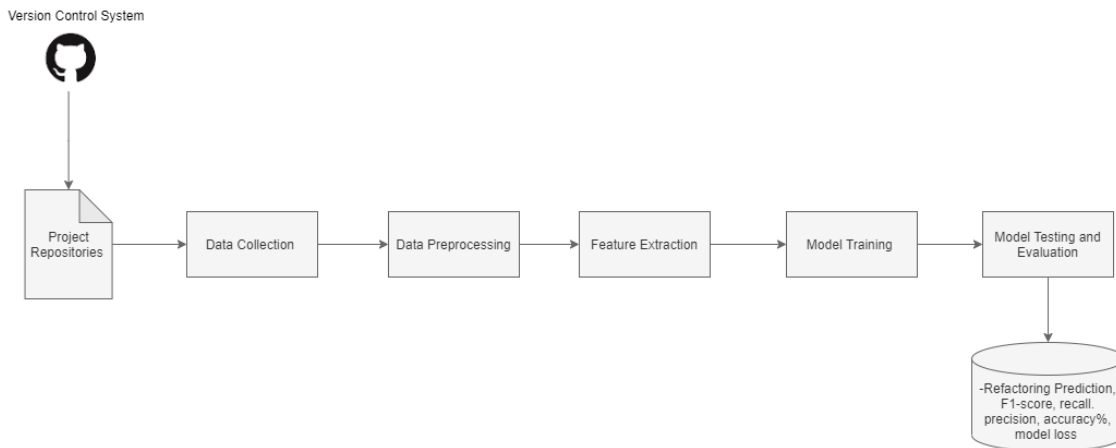 Version Control System
Project
Repositories
Data Collection
Data Preprocessing
Feature Extraction
Model Training
Model Testing and
Evaluation
-Refactoring Prediction,
F1-score, recall.
precision, accuracy%,
model loss